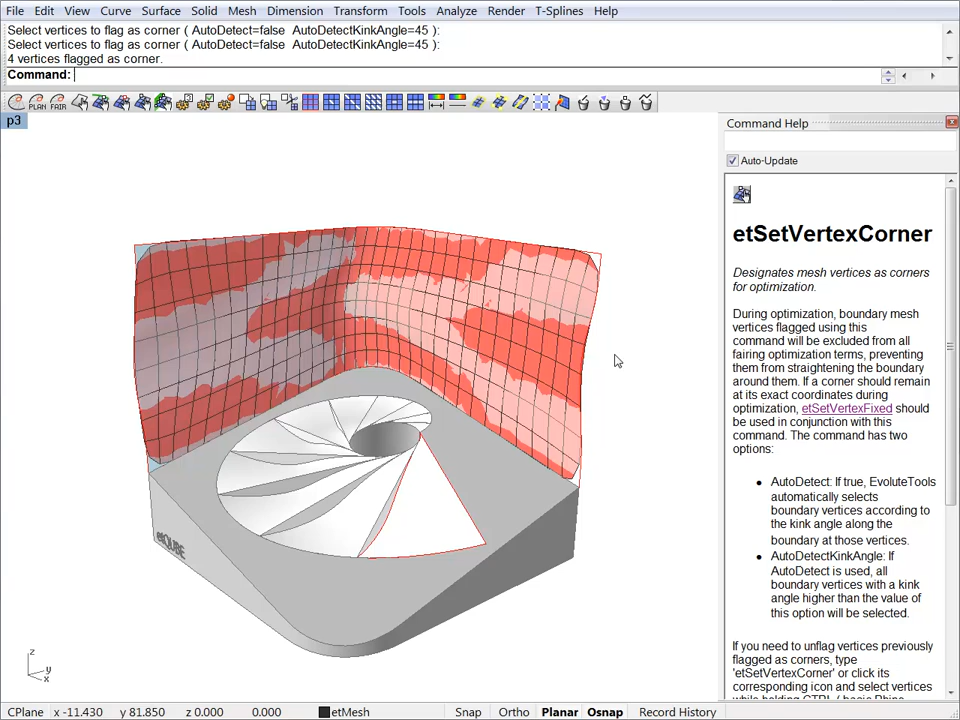 File Edit View Curve Surface Solid Mesh Dimension Transform Tools Analyze Render T-Splines Help
Select vertices to flag as corner ( AutoDetect=false AutoDetectKinkAngle=45 ):
Select vertices to flag as corner ( AutoDetect=false AutoDetectKinkAngle=45 ):
4 vertices flagged as corner.
Command:
PLAN FAIR
p3
Command Help
Auto-Update
etSetVertexCorner
Designates mesh vertices as corners
for optimization.
During optimization, boundary mesh
vertices flagged using this
command will be excluded from all
fairing optimization terms, preventing
them from straightening the boundary
around them. If a corner should remain
at its exact coordinates during
optimization, etSetVertexFixed should
be used in conjunction with this
command. The command has two
options:
AutoDetect: If true, EvoluteTools
automatically selects
boundary vertices according to
the kink angle along the
boundary at those vertices.
AutoDetectKinkAngle: If
AutoDetect is used, all
boundary vertices with a kink
angle higher than the value of
this option will be selected.
If you need to unflag vertices previously
flagged as corners, type
'etSetVertexCorner' or click its
corresponding icon and select vertices
etQUBE
z
y
x
CPlane x -11.430 y 81.850 z 0.000 0.000 etMesh Snap Ortho Planar Osnap Record History